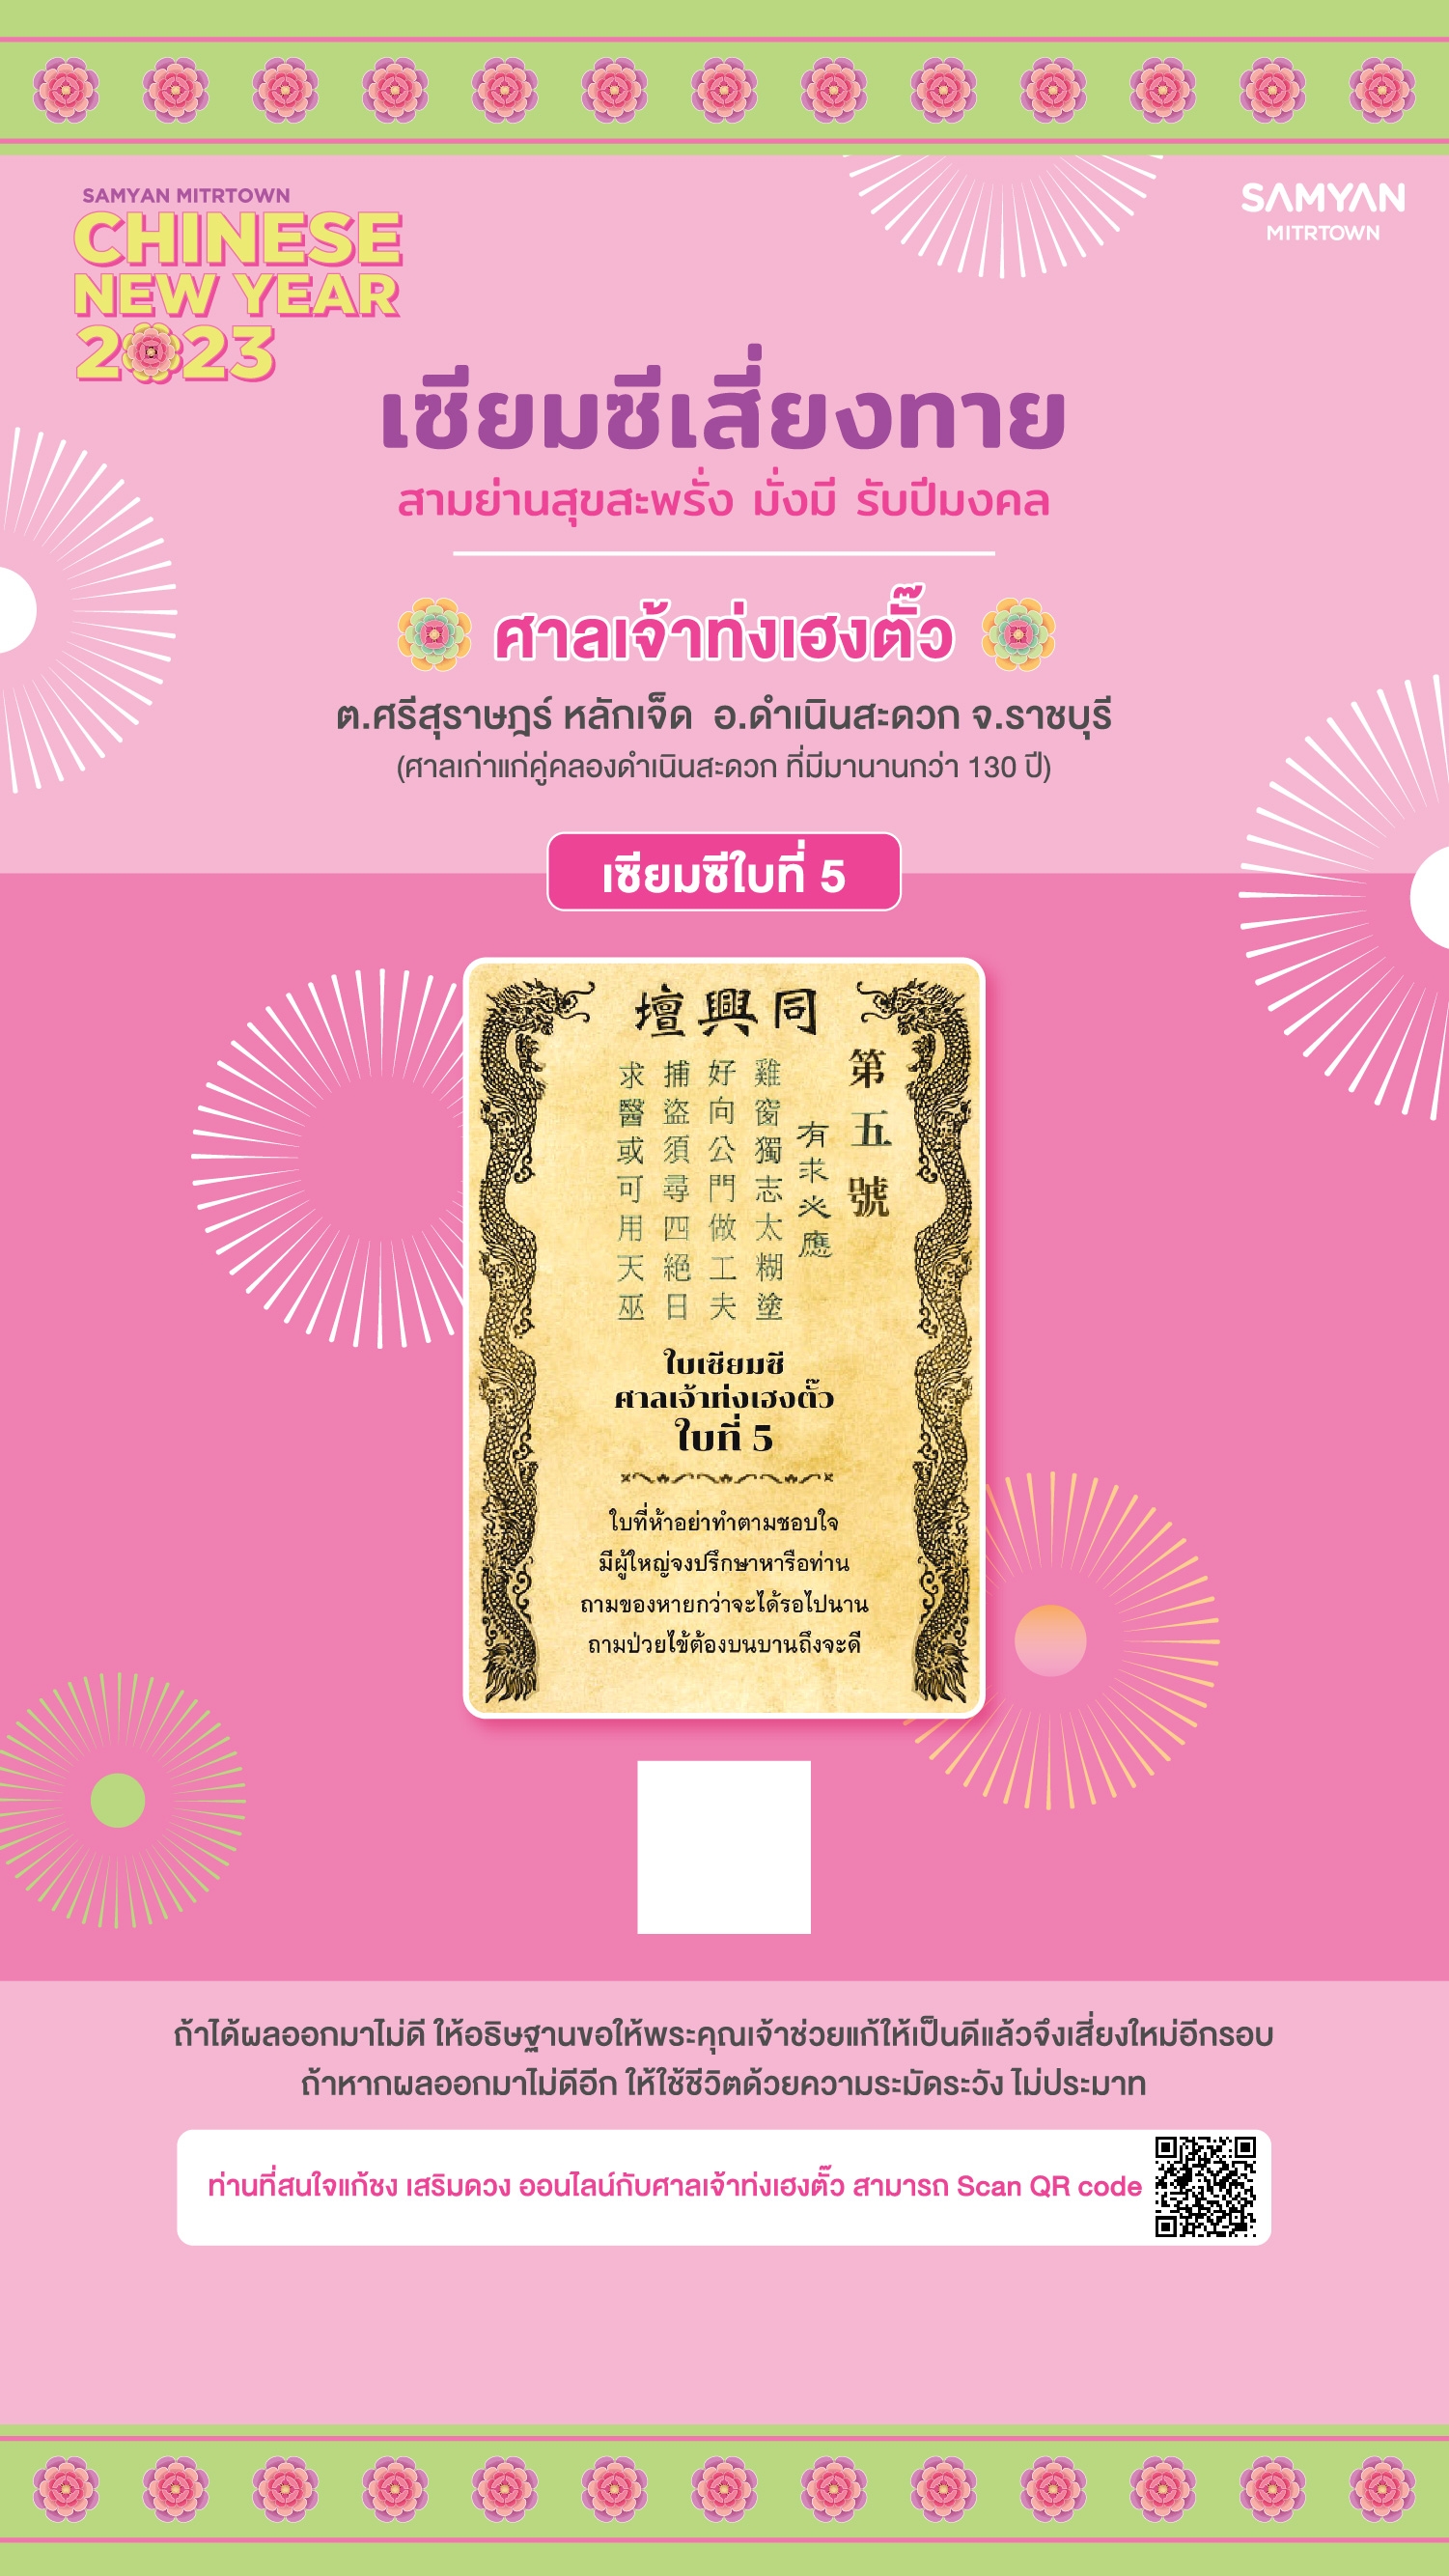 SAMYAN MITRTOWN
CHINESE
NEW YEAR
2023
SAMYAN
MITRTOWN
เซียมซีเสี่ยงทาย
สามย่านสุขสะพรั่ง มั่งมี รับปีมงคล
ศาลเจ้าท่งเฮงตั๊ว
ต.ศรีสุราษฎร์ หลักเจ็ด อ.ดำเนินสะดวก จ.ราชบุรี
(ศาลเก่าแก่คู่คลองดำเนินสะดวก ที่มีมานานกว่า 130 ปี)
เซียมซีใบที่ 5
壇興同
第五號
有求必應
雞窗獨志太糊塗
好向公門做工夫
捕盜須尋四絕日
求醫或可用天巫
ใบเซียมซี
ศาลเจ้าท่งเฮงตั๊ว
ใบที่ 5
ใบที่ห้าอย่าทำตามชอบใจ
มีผู้ใหญ่จงปรึกษาหารือท่าน
ถามของหายกว่าจะได้รอไปนาน
ถามป่วยไข้ต้องบนบานถึงจะดี
ถ้าได้ผลออกมาไม่ดี ให้อธิษฐานขอให้พระคุณเจ้าช่วยแก้ให้เป็นดีแล้วจึงเสี่ยงใหม่อีกรอบ
ถ้าหากผลออกมาไม่ดีอีก ให้ใช้ชีวิตด้วยความระมัดระวัง ไม่ประมาท
ท่านที่สนใจแก้ชง เสริมดวง ออนไลน์กับศาลเจ้าท่งเฮงตั๊ว สามารถ Scan QR code